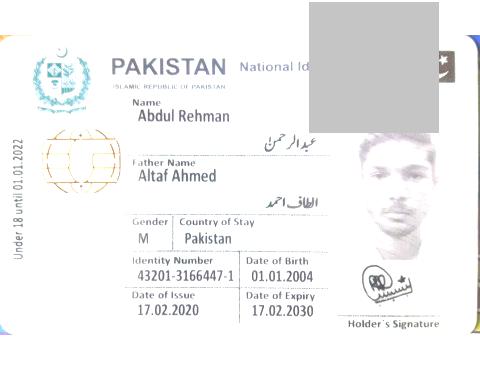 PAKISTAN National Id
ISLAMIC REPUBLIC OF PAKISTAN
Name
Abdul Rehman
عبدالرحمن
Father Name
Altaf Ahmed
الطاف احمد
Gender Country of Stay
M Pakistan
Identity Number Date of Birth
43201-3166447-1 01.01.2004
Date of Issue Date of Expiry
17.02.2020 17.02.2030
Holder's Signature
Under 18 until 01.01.2022